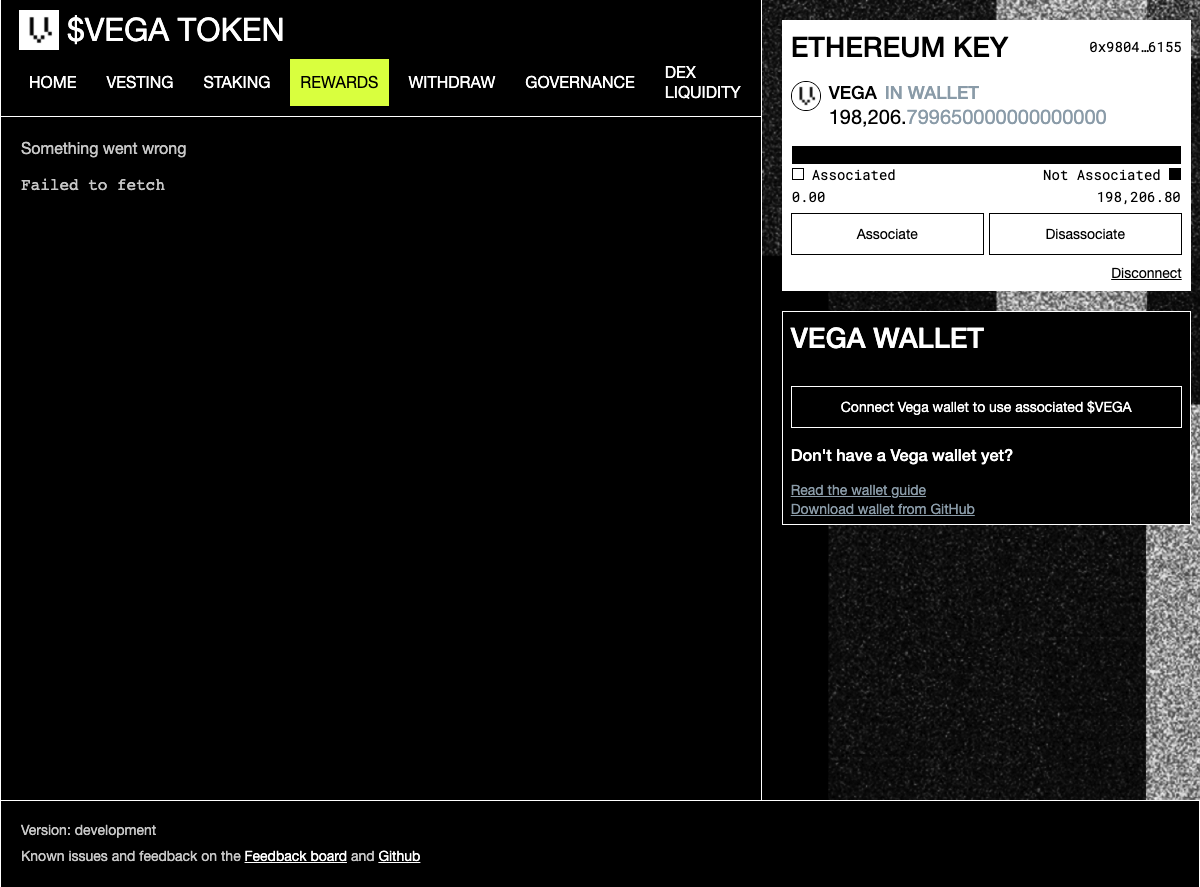 $VEGA TOKEN
HOME VESTING STAKING REWARDS WITHDRAW GOVERNANCE DEX LIQUIDITY
Something went wrong
Failed to fetch
ETHEREUM KEY 0x9804…6155
VEGA IN WALLET
198,206.799650000000000000
Associated Not Associated
0.00 198,206.80
Associate Disassociate
Disconnect
VEGA WALLET
Connect Vega wallet to use associated $VEGA
Don't have a Vega wallet yet?
Read the wallet guide
Download wallet from GitHub
Version: development
Known issues and feedback on the Feedback board and Github